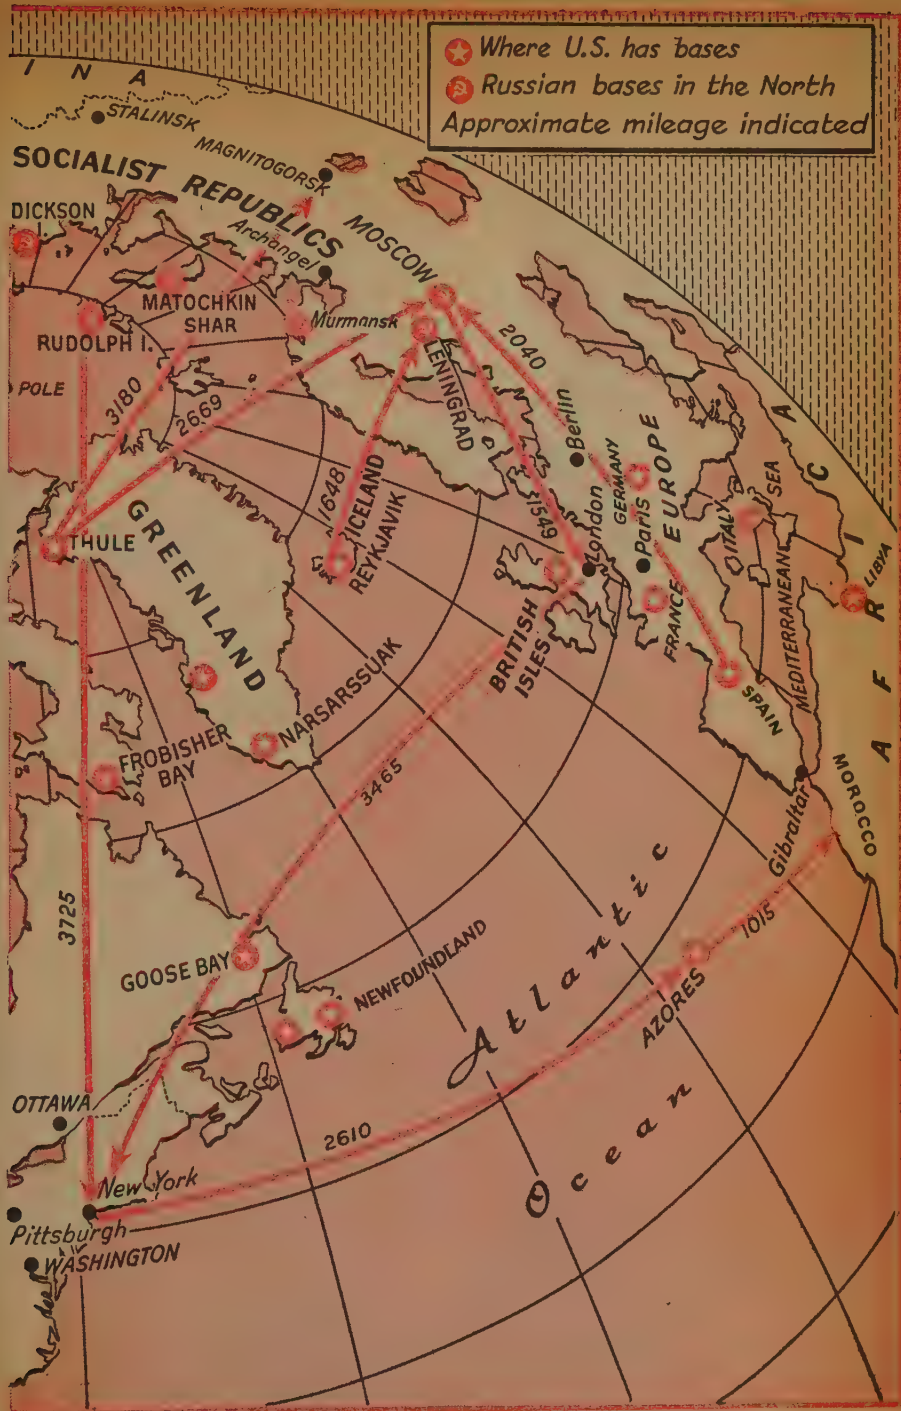 Where U.S. has bases
Russian bases in the North
Approximate mileage indicated
I N A
STALINSK
MAGNITOGORSK
SOCIALIST REPUBLICS
DICKSON
I.
Archangel
MOSCOW
MATOCHKIN
SHAR
Murmansk
RUDOLPH I.
POLE
LENINGRAD
2040
3180
2669
Berlin
1648
ICELAND
REYKJAVIK
GREENLAND
THULE
1549
London
GERMANY
Paris
EUROPE
ITALY
SEA
MEDITERRANEAN
AFRICA
LIBYA
FRANCE
BRITISH
ISLES
SPAIN
NARSARSSUAK
FROBISHER
BAY
3465
MOROCCO
Gibraltar
3725
1015
GOOSE BAY
NEWFOUNDLAND
AZORES
Atlantic
Ocean
OTTAWA
2610
New York
Pittsburgh
WASHINGTON